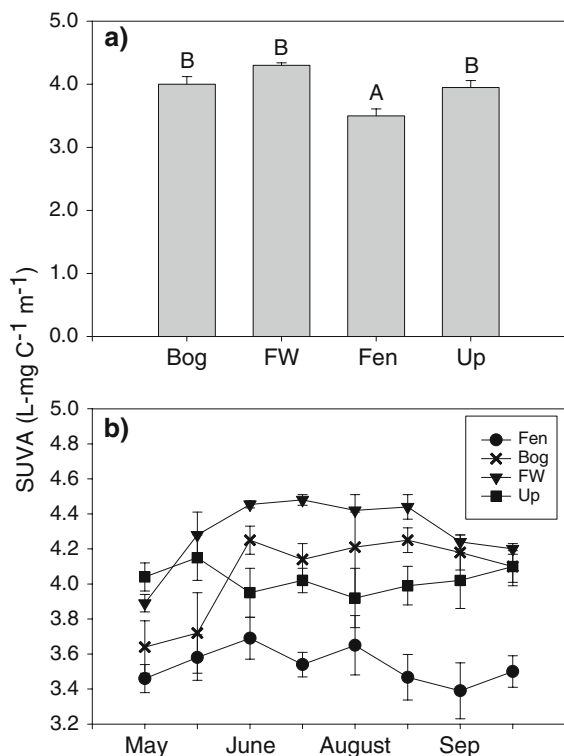 a)
5.0
4.0
3.0
2.0
1.0
0.0
B
B
A
B
Bog FW Fen Up
SUVA (L-mg C⁻¹ m⁻¹)
b)
5.0
4.8
4.6
4.4
4.2
4.0
3.8
3.6
3.4
3.2
Fen
Bog
FW
Up
May June August Sep